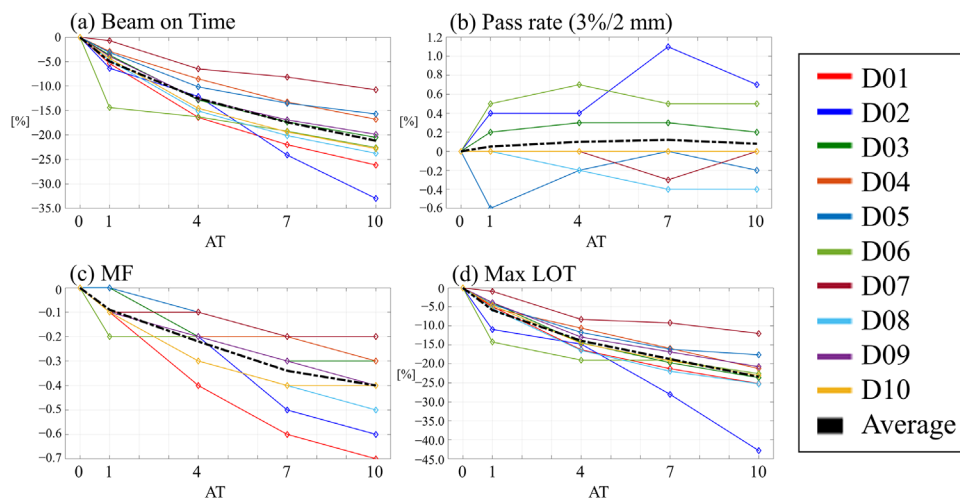 (a) Beam on Time
0
−5.0
−10.0
−15.0
[%]
−20.0
−25.0
−30.0
−35.0
0 1 4 7 10
AT
(b) Pass rate (3%/2 mm)
1.2
1.0
0.8
0.6
0.4
[%]
0.2
0
−0.2
−0.4
−0.6
0 1 4 7 10
AT
(c) MF
0
−0.1
−0.2
−0.3
−0.4
−0.5
−0.6
−0.7
0 1 4 7 10
AT
(d) Max LOT
0
−5.0
−10.0
−15.0
−20.0
[%]
−25.0
−30.0
−35.0
−40.0
−45.0
0 1 4 7 10
AT
D01
D02
D03
D04
D05
D06
D07
D08
D09
D10
Average